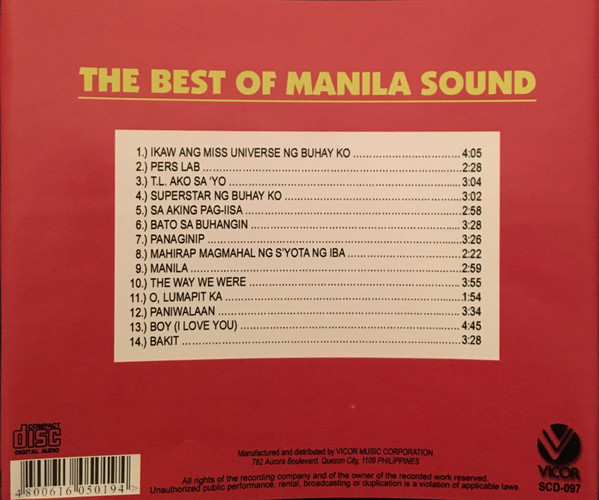 THE BEST OF MANILA SOUND
1.) IKAW ANG MISS UNIVERSE NG BUHAY KO ........................ 4:05
2.) PERS LAB ........................ 2:28
3.) T.L. AKO SA 'YO ........................ 3:04
4.) SUPERSTAR NG BUHAY KO ........................ 3:02
5.) SA AKING PAG-IISA ........................ 2:58
6.) BATO SA BUHANGIN ........................ 3:28
7.) PANAGINIP ........................ 3:26
8.) MAHIRAP MAGMAHAL NG S'YOTA NG IBA ........................ 2:22
9.) MANILA ........................ 2:59
10.) THE WAY WE WERE ........................ 3:55
11.) O, LUMAPIT KA ........................ 1:54
12.) PANIWALAAN ........................ 3:34
13.) BOY (I LOVE YOU) ........................ 4:45
14.) BAKIT ........................ 3:28
COMPACT
disc
DIGITAL AUDIO
4 800616 050194 >
Manufactured and distributed by VICOR MUSIC CORPORATION
782 Aurora Boulevard, Quezon City, 1109 PHILIPPINES
All rights of the recording company and of the owner of the recorded work reserved.
Unauthorized public performance, rental, broadcasting or duplication is a violation of applicable laws.
VICOR
SCD-097